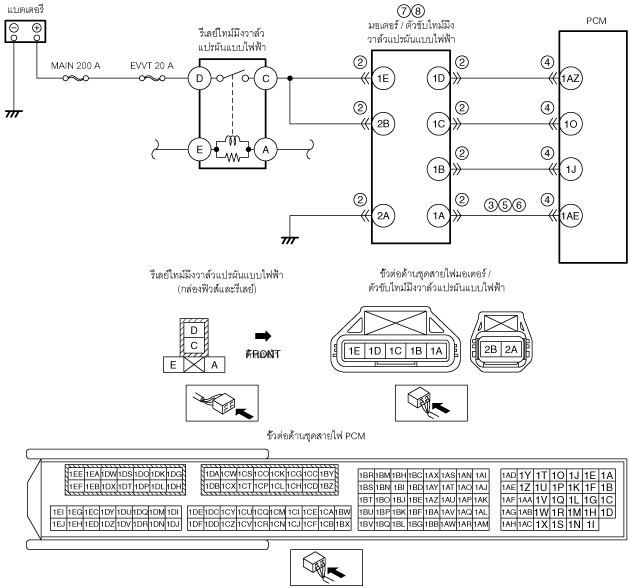 แบตเตอรี่
MAIN 200 A
EVVT 20 A
รีเลย์ไทม์มิ่งวาล์ว
แปรผันแบบไฟฟ้า
D
C
E
A
⑦⑧
มอเตอร์ / ตัวขับไทม์มิ่ง
วาล์วแปรผันแบบไฟฟ้า
PCM
② 1E 1D ② ④ 1AZ
② 2B 1C ② ④ 1O
1B ② ④ 1J
② 2A 1A ② ③⑤⑥ ④ 1AE
รีเลย์ไทม์มิ่งวาล์วแปรผันแบบไฟฟ้า
(กล่องฟิวส์และรีเลย์)
D
C
E A
FRONT
ขั้วต่อด้านชุดสายไฟมอเตอร์ /
ตัวขับไทม์มิ่งวาล์วแปรผันแบบไฟฟ้า
1E 1D 1C 1B 1A
2B 2A
ขั้วต่อด้านชุดสายไฟ PCM
1EE 1EA 1DW 1DS 1DO 1DK 1DG
1EF 1EB 1DX 1DT 1DP 1DL 1DH
1EI 1EG 1EC 1DY 1DU 1DQ 1DM 1DI
1EJ 1EH 1ED 1DZ 1DV 1DR 1DN 1DJ
1DA 1CW 1CS 1CO 1CK 1CG 1CC 1BY
1DB 1CX 1CT 1CP 1CL 1CH 1CD 1BZ
1DE 1DC 1CY 1CU 1CQ 1CM 1CI 1CE 1CA 1BW
1DF 1DD 1CZ 1CV 1CR 1CN 1CJ 1CF 1CB 1BX
1BR 1BM 1BH 1BC 1AX 1AS 1AN 1AI
1BS 1BN 1BI 1BD 1AY 1AT 1AO 1AJ
1BT 1BO 1BJ 1BE 1AZ 1AU 1AP 1AK
1BU 1BP 1BK 1BF 1BA 1AV 1AQ 1AL
1BV 1BQ 1BL 1BG 1BB 1AW 1AR 1AM
1AD 1Y 1T 1O 1J 1E 1A
1AE 1Z 1U 1P 1K 1F 1B
1AF 1AA 1V 1Q 1L 1G 1C
1AG 1AB 1W 1R 1M 1H 1D
1AH 1AC 1X 1S 1N 1I